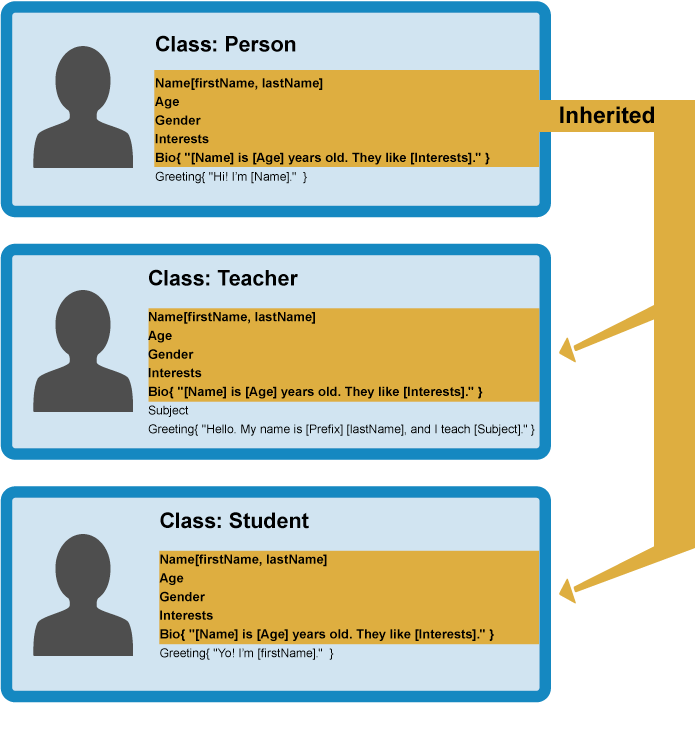 Class: Person
Name[firstName, lastName]
Age
Gender
Interests
Bio{ "[Name] is [Age] years old. They like [Interests]." }
Greeting{ "Hi! I'm [Name]." }
Inherited
Class: Teacher
Name[firstName, lastName]
Age
Gender
Interests
Bio{ "[Name] is [Age] years old. They like [Interests]." }
Subject
Greeting{ "Hello. My name is [Prefix] [lastName], and I teach [Subject]." }
Class: Student
Name[firstName, lastName]
Age
Gender
Interests
Bio{ "[Name] is [Age] years old. They like [Interests]." }
Greeting{ "Yo! I'm [firstName]." }